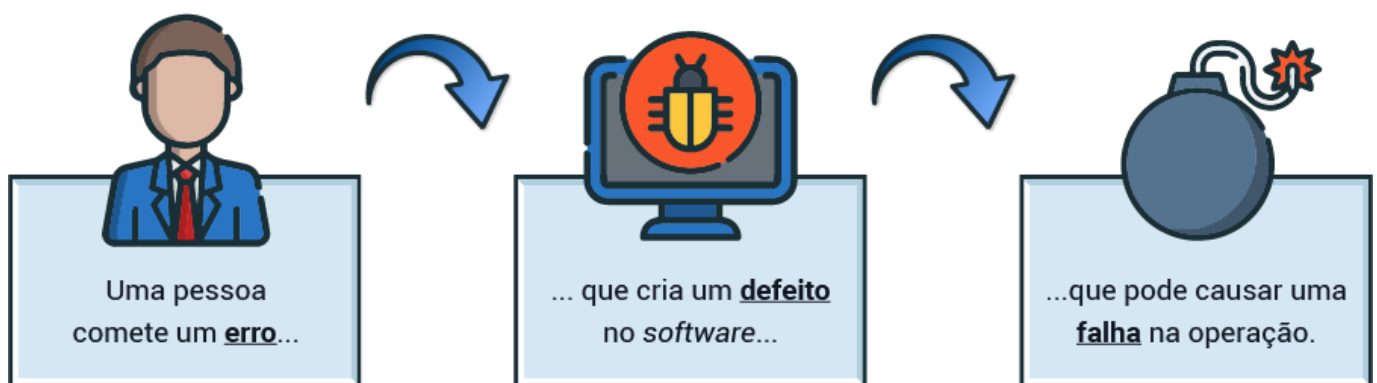 Uma pessoa
comete um erro...
... que cria um defeito
no software...
...que pode causar uma
falha na operação.